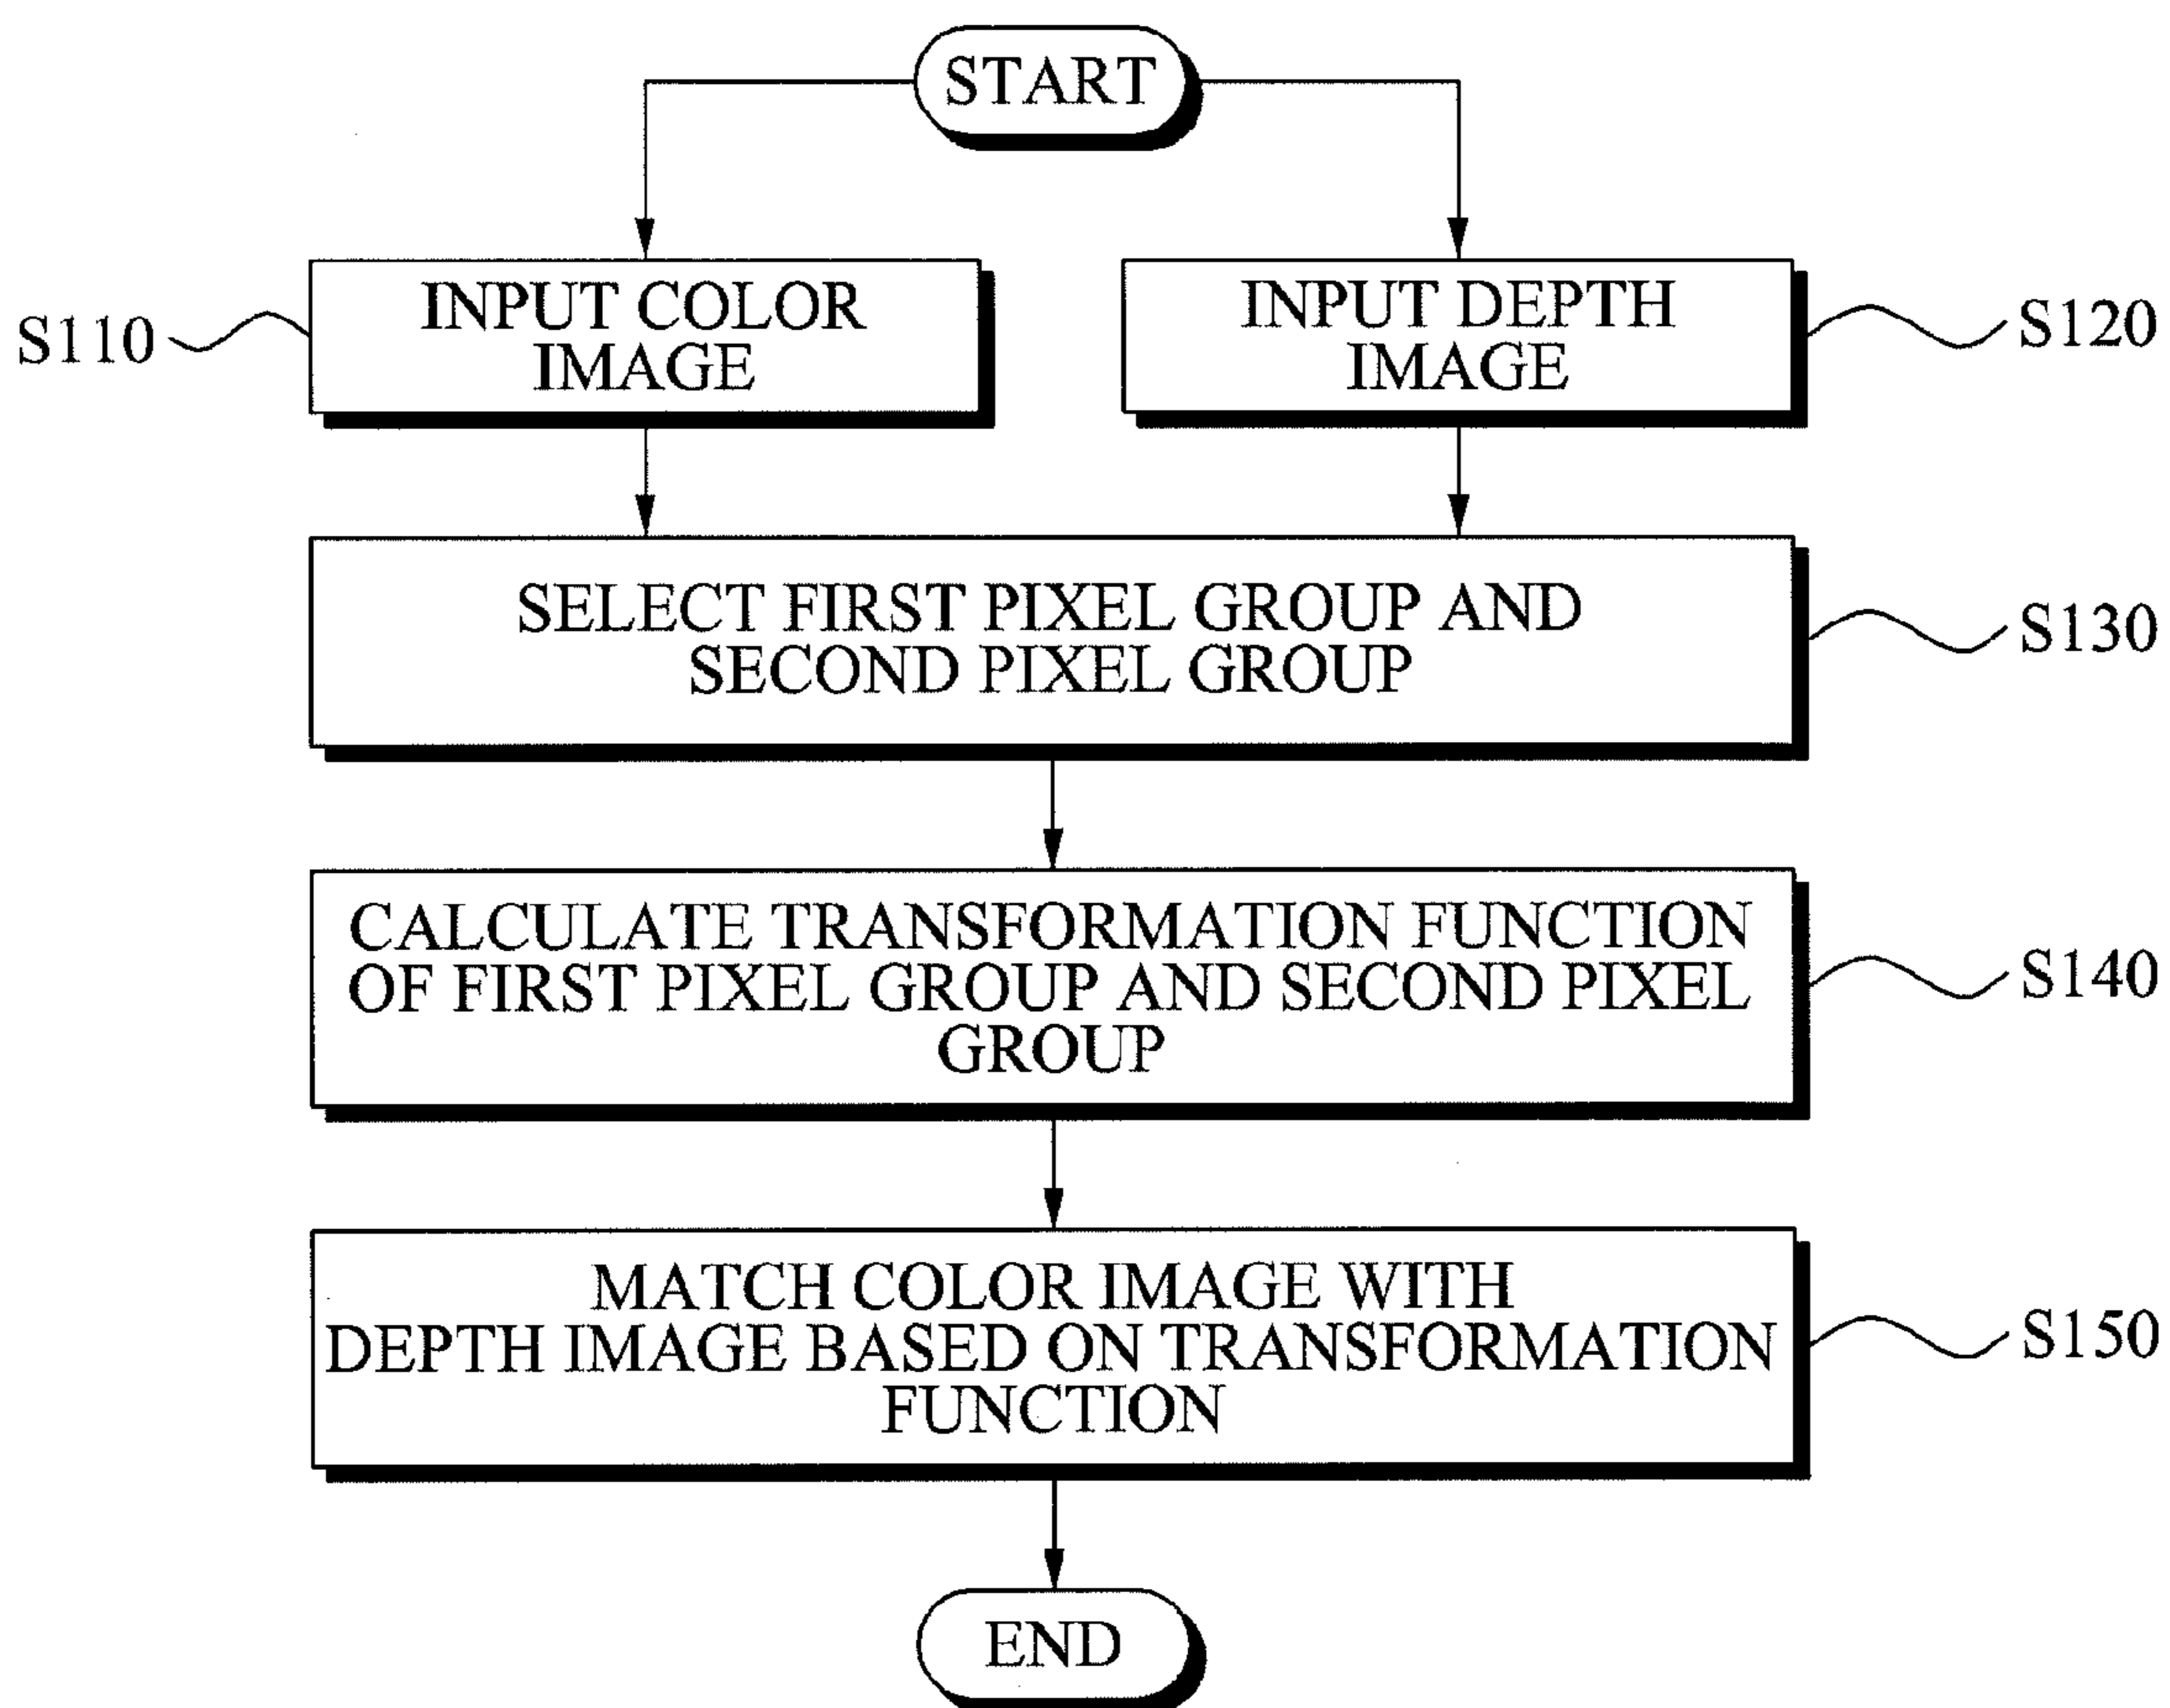 START
INPUT COLOR
IMAGE
S110
INPUT DEPTH
IMAGE
S120
SELECT FIRST PIXEL GROUP AND
SECOND PIXEL GROUP
S130
CALCULATE TRANSFORMATION FUNCTION
OF FIRST PIXEL GROUP AND SECOND PIXEL
GROUP
S140
MATCH COLOR IMAGE WITH
DEPTH IMAGE BASED ON TRANSFORMATION
FUNCTION
S150
END